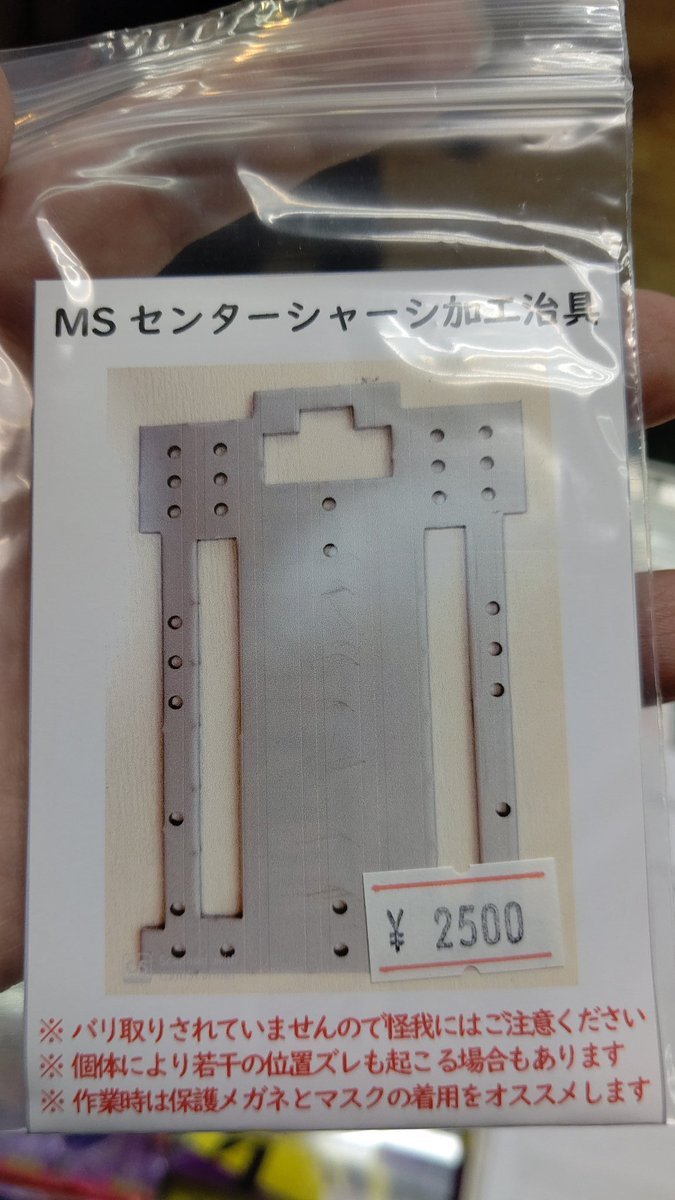 MS センターシャーシ加工治具
¥ 2500
※ バリ取りされていませんので怪我にはご注意ください
※ 個体により若干の位置ズレも起こる場合もあります
※ 作業時は保護メガネとマスクの着用をオススメします